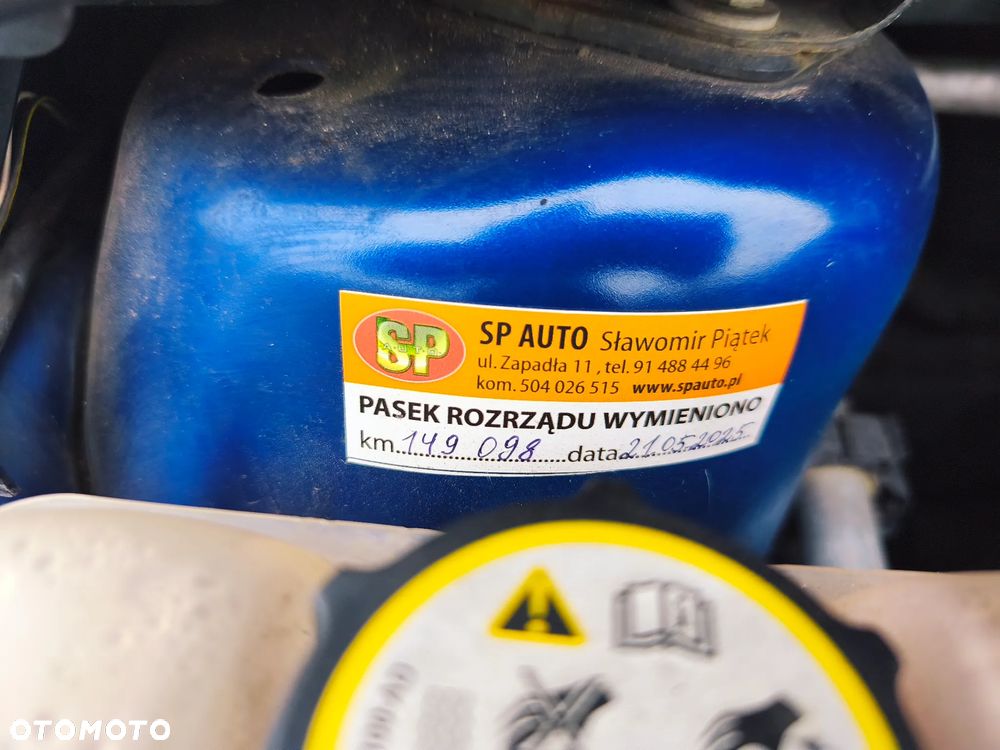 SP
AUTO
SP AUTO Sławomir Piątek
ul. Zapadła 11 , tel. 91 488 44 96
kom. 504 026 515 www.spauto.pl
PASEK ROZRZĄDU WYMIENIONO
km 149 098 data 21.05.2025
OTOMOTO